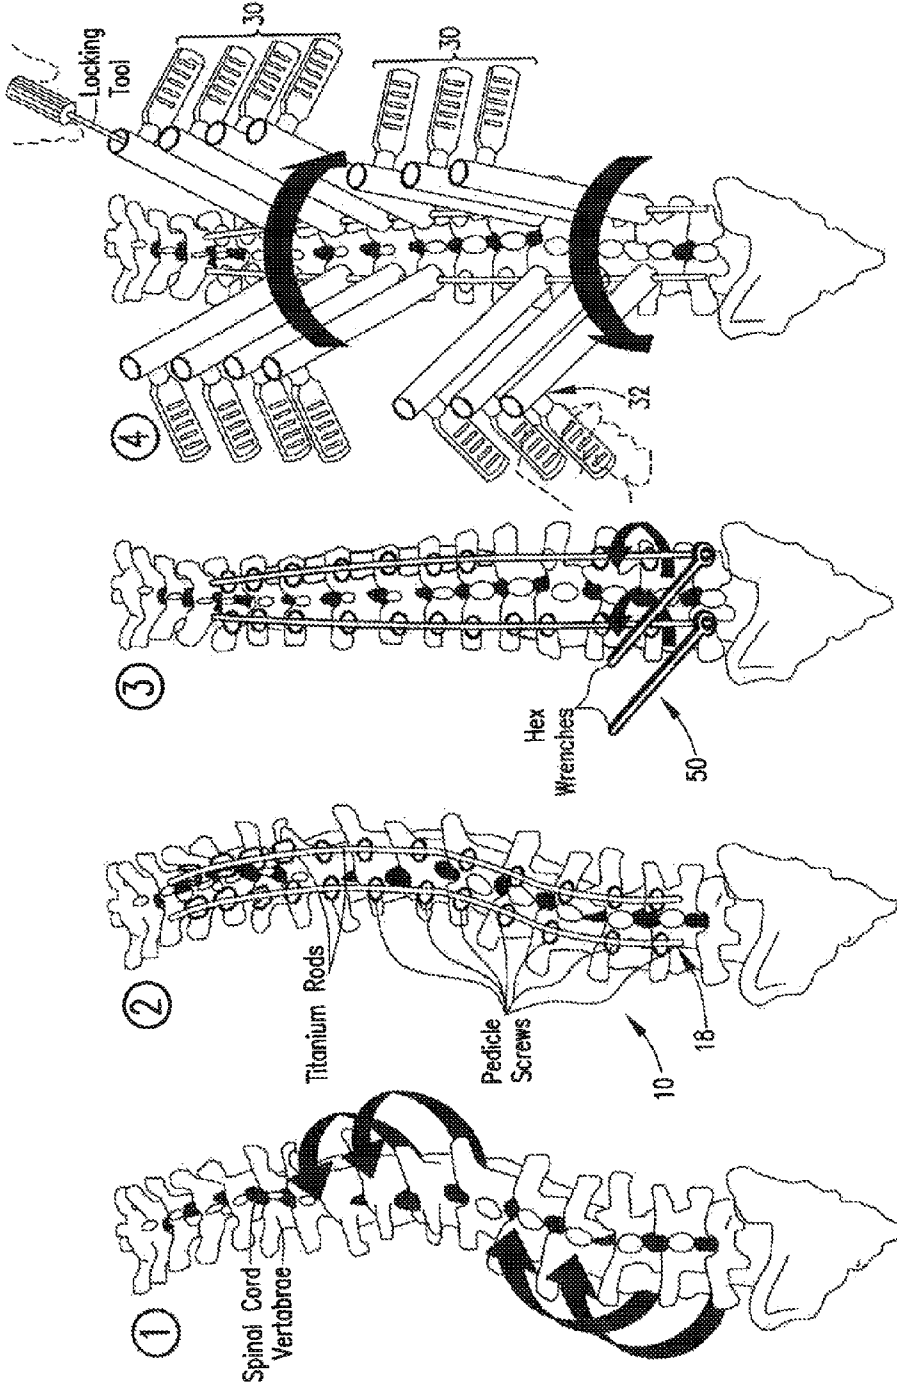 1
Spinal Cord
Vertabrae
2
Titanium Rods
Pedicle
Screws
10
18
3
Hex
Wrenches
50
4
Locking
Tool
30
30
32